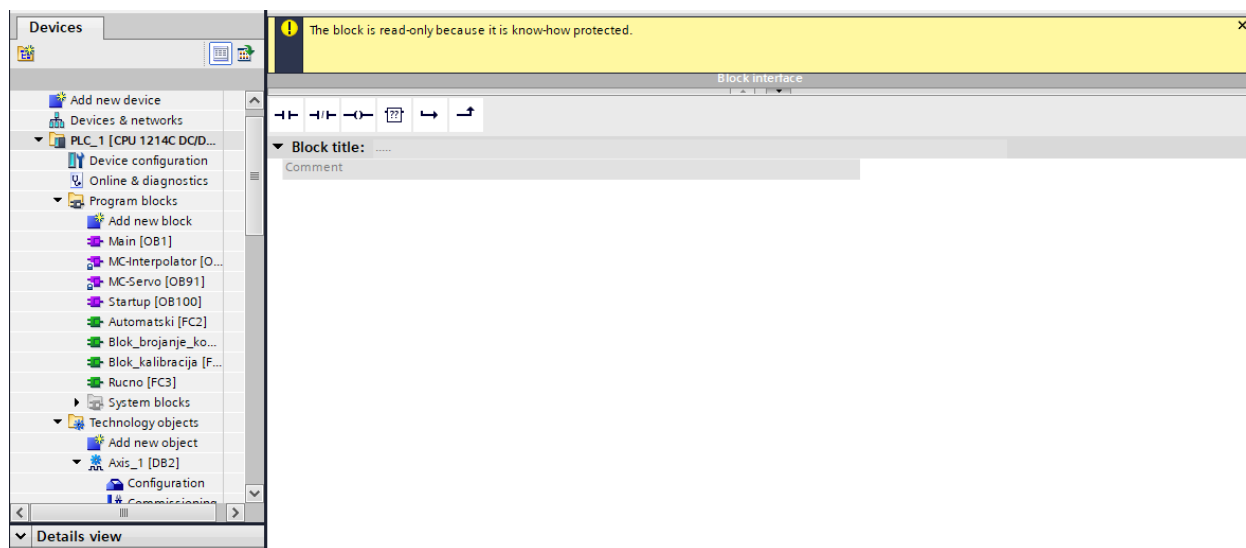 Devices
The block is read-only because it is know-how protected.
Block interface
Add new device
Devices & networks
PLC_1 [CPU 1214C DC/D...
Device configuration
Online & diagnostics
Program blocks
Add new block
Main [OB1]
MC-Interpolator [O...
MC-Servo [OB91]
Startup [OB100]
Automatski [FC2]
Blok_brojanje_ko...
Blok_kalibracija [F...
Rucno [FC3]
System blocks
Technology objects
Add new object
Axis_1 [DB2]
Configuration
Commissioning
Details view
??
Block title: .....
Comment